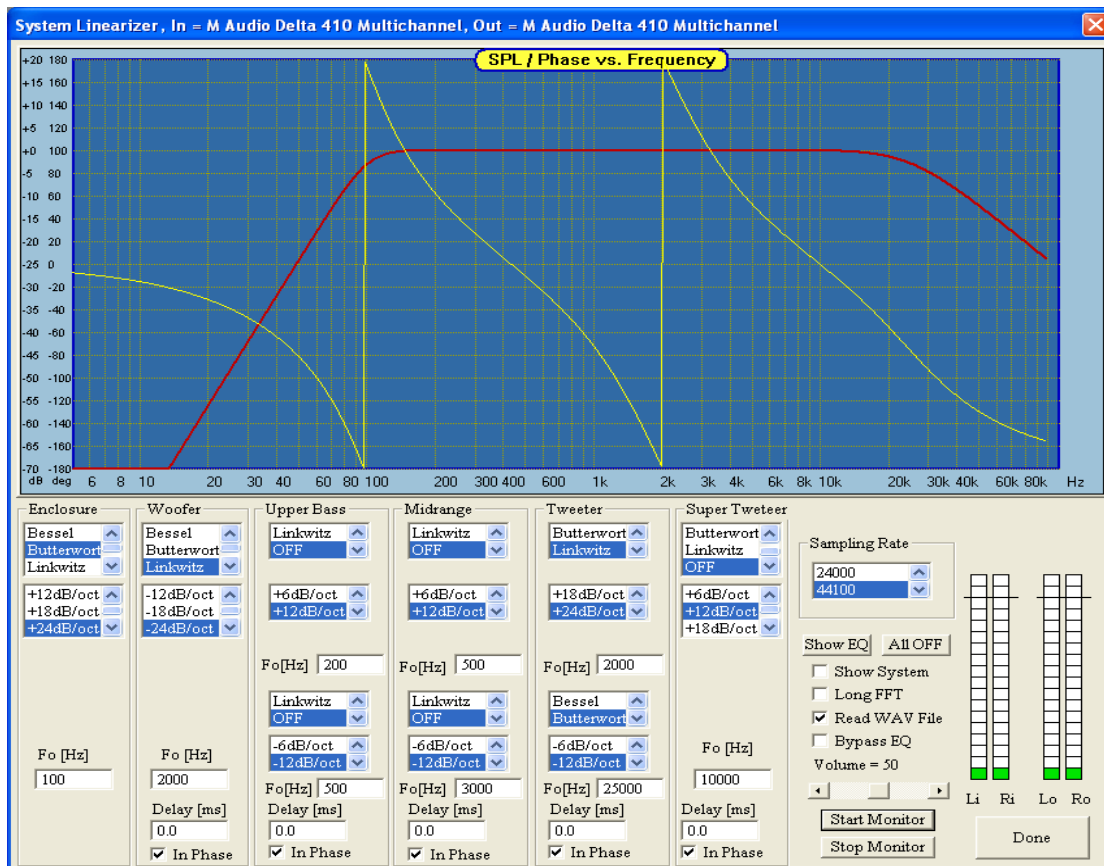 System Linearizer , In = M Audio Delta 410 Multichannel, Out = M Audio Delta 410 Multichannel
SPL / Phase vs. Frequency
+20 180
+15 160
+10 140
+5 120
+0 100
-5 80
-10 60
-15 40
-20 20
-25 0
-30 -20
-35 -40
-40 -60
-45 -80
-50 -100
-55 -120
-60 -140
-65 -160
-70 -180
dB deg 6 8 10 20 40 60 80 100 200 300 400 600 1k 2k 3k 4k 6k 10k 20k 30k 40k 60k 80k Hz
Enclosure
Bessel
Butterwort
Linkwitz
+12dB/oct
+18dB/oct
+24dB/oct
Fo [Hz]
100
Woofer
Bessel
Butterwort
Linkwitz
-12dB/oct
-18dB/oct
-24dB/oct
Fo [Hz]
2000
Delay [ms]
0.0
In Phase
Upper Bass
Linkwitz
OFF
+6dB/oct
+12dB/oct
Fo[Hz] 200
Linkwitz
OFF
-6dB/oct
-12dB/oct
Fo[Hz] 500
Delay [ms]
0.0
In Phase
Midrange
Linkwitz
OFF
+6dB/oct
+12dB/oct
Fo[Hz] 500
Linkwitz
OFF
-6dB/oct
-12dB/oct
Fo[Hz] 3000
Delay [ms]
0.0
In Phase
Tweeter
Butterwort
Linkwitz
+18dB/oct
+24dB/oct
Fo[Hz] 2000
Bessel
Butterwort
-6dB/oct
-12dB/oct
Fo[Hz] 25000
Delay [ms]
0.0
In Phase
Super Tweteer
Butterwort
Linkwitz
OFF
+6dB/oct
+12dB/oct
+18dB/oct
Fo [Hz]
10000
Delay [ms]
0.0
In Phase
Sampling Rate
24000
44100
Show EQ All OFF
Show System
Long FFT
Read WAV File
Bypass EQ
Volume = 50
Start Monitor
Stop Monitor
Li Ri Lo Ro
Done